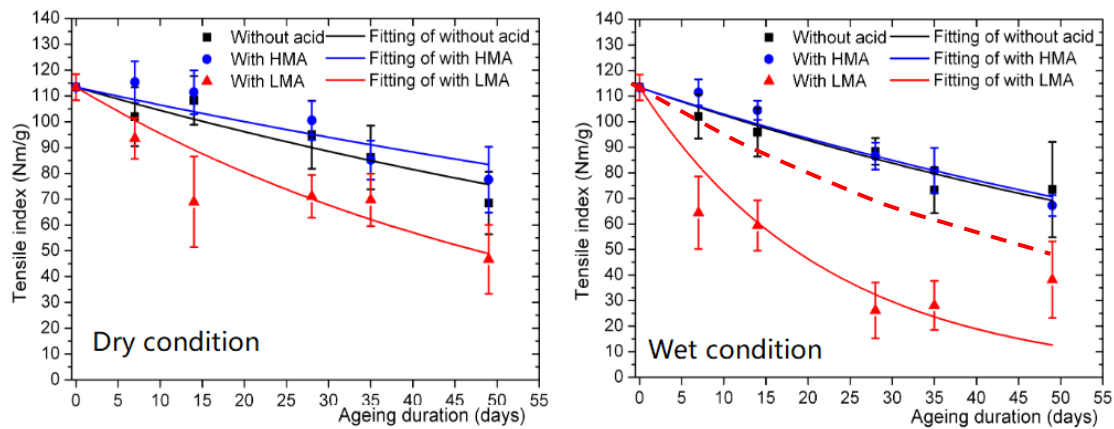 Tensile index (Nm/g)
140
130
120
110
100
90
80
70
60
50
40
30
20
10
0
Without acid
Fitting of without acid
With HMA
Fitting of with HMA
With LMA
Fitting of with LMA
Dry condition
0 5 10 15 20 25 30 35 40 45 50 55
Ageing duration (days)
Tensile index (Nm/g)
140
130
120
110
100
90
80
70
60
50
40
30
20
10
0
Without acid
Fitting of without acid
With HMA
Fitting of with HMA
With LMA
Fitting of with LMA
Wet condition
0 5 10 15 20 25 30 35 40 45 50 55
Ageing duration (days)